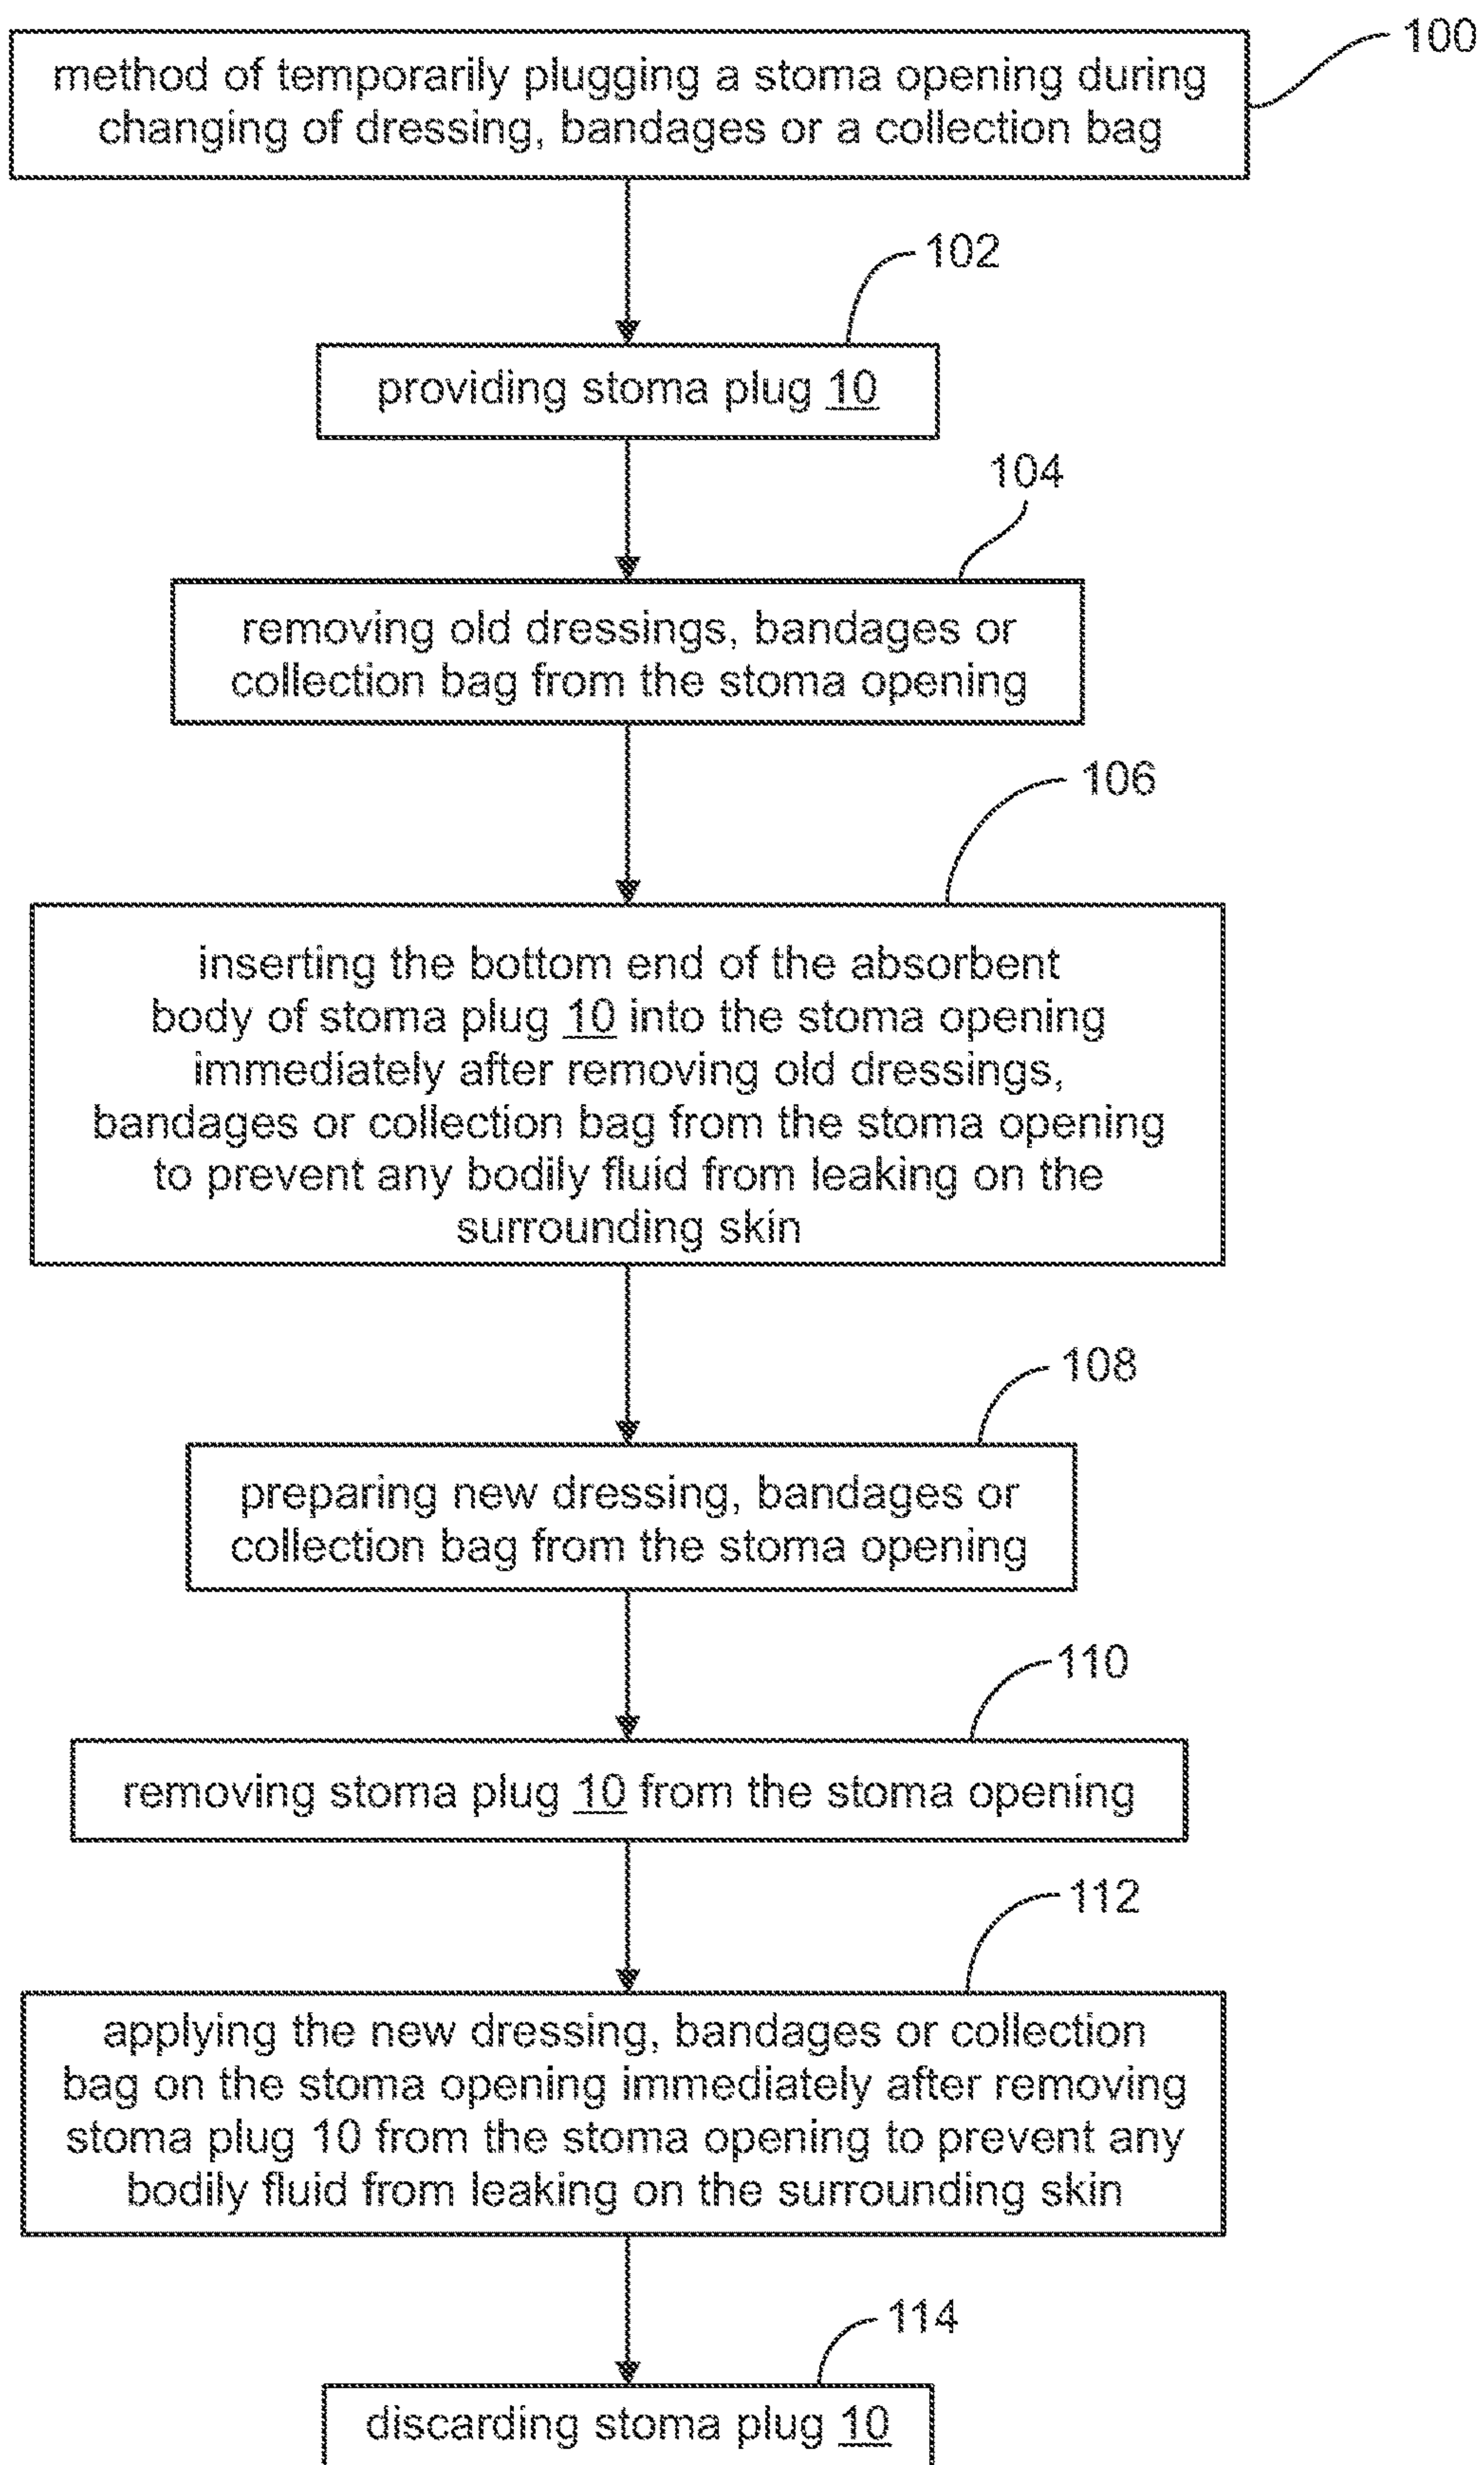 100
method of temporarily plugging a stoma opening during
changing of dressing, bandages or a collection bag
102
providing stoma plug 10
104
removing old dressings, bandages or
collection bag from the stoma opening
106
inserting the bottom end of the absorbent
body of stoma plug 10 into the stoma opening
immediately after removing old dressings,
bandages or collection bag from the stoma opening
to prevent any bodily fluid from leaking on the
surrounding skin
108
preparing new dressing, bandages or
collection bag from the stoma opening
110
removing stoma plug 10 from the stoma opening
112
applying the new dressing, bandages or collection
bag on the stoma opening immediately after removing
stoma plug 10 from the stoma opening to prevent any
bodily fluid from leaking on the surrounding skin
114
discarding stoma plug 10